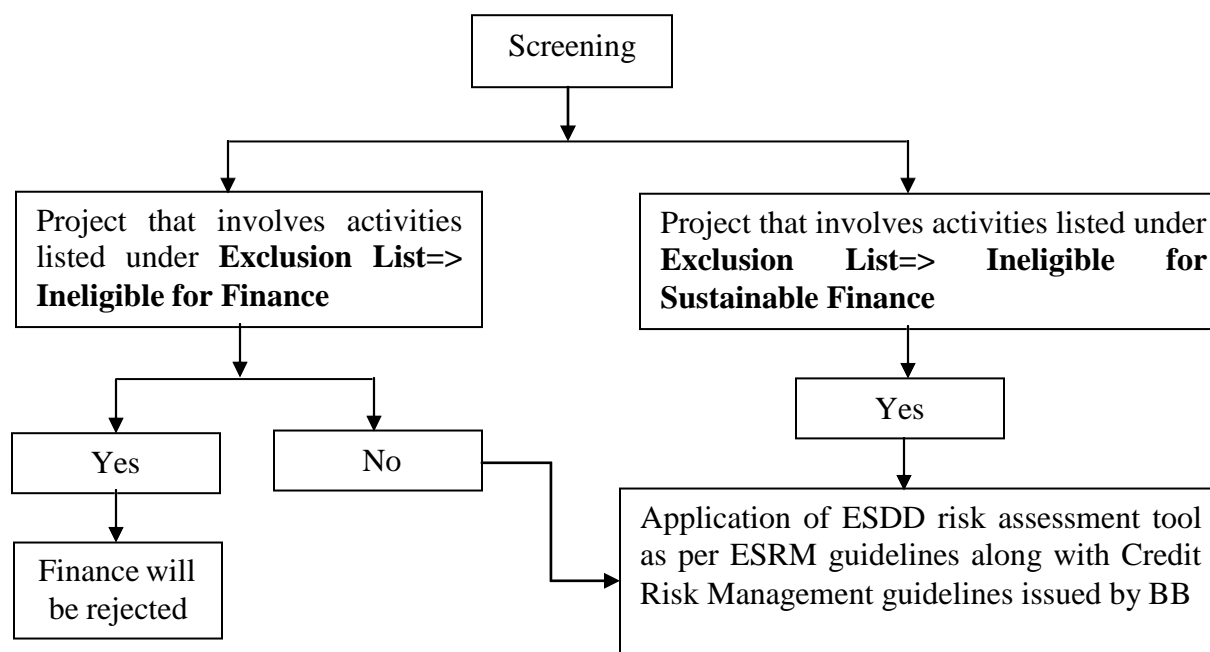 Screening
Project that involves activities
listed under Exclusion List=>
Ineligible for Finance
Project that involves activities listed under
Exclusion List=> Ineligible for
Sustainable Finance
Yes
No
Yes
Finance will
be rejected
Application of ESDD risk assessment tool
as per ESRM guidelines along with Credit
Risk Management guidelines issued by BB